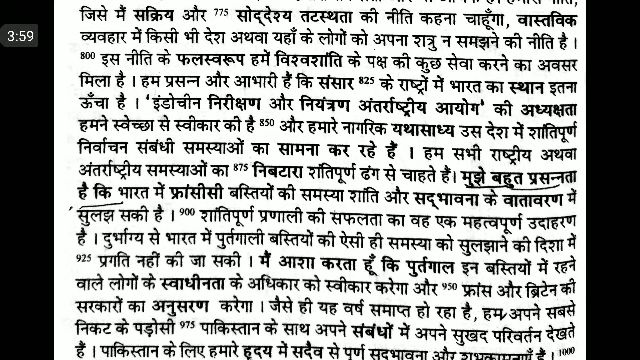 3:59
जिसे मैं सक्रिय और 775 सोद्देश्य तटस्थता की नीति कहना चाहूँगा, वास्तविक
व्यवहार में किसी भी देश अथवा यहाँ के लोगों को अपना शत्रु न समझने की नीति है।
800 इस नीति के फलस्वरूप हमें विश्वशांति के पक्ष की कुछ सेवा करने का अवसर
मिला है। हम प्रसन्न और आभारी हैं कि संसार 825 के राष्ट्रों में भारत का स्थान इतना
ऊँचा है। 'इंडोचीन निरीक्षण और नियंत्रण अंतर्राष्ट्रीय आयोग' की अध्यक्षता
हमने स्वेच्छा से स्वीकार की है 850 और हमारे नागरिक यथासाध्य उस देश में शांतिपूर्ण
निर्वाचन संबंधी समस्याओं का सामना कर रहे हैं । हम सभी राष्ट्रीय अथवा
अंतर्राष्ट्रीय समस्याओं का 875 निबटारा शांतिपूर्ण ढंग से चाहते हैं। मुझे बहुत प्रसन्नता
है कि भारत में फ्रांसीसी बस्तियों की समस्या शांति और सद्भावना के वातावरण में
सुलझ सकी है । 900 शांतिपूर्ण प्रणाली की सफलता का वह एक महत्वपूर्ण उदाहरण
है । दुर्भाग्य से भारत में पुर्तगाली बस्तियों की ऐसी ही समस्या को सुलझाने की दिशा में
925 प्रगति नहीं की जा सकी । मैं आशा करता हूँ कि पुर्तगाल इन बस्तियों में रहने
वाले लोगों के स्वाधीनता के अधिकार को स्वीकार करेगा और 950 फ्रांस और ब्रिटेन की
सरकारों का अनुसरण करेगा । जैसे ही यह वर्ष समाप्त हो रहा है, हम अपने सबसे
निकट के पड़ोसी 975 पाकिस्तान के साथ अपने संबंधों में अपने सुखद परिवर्तन देखते
हैं । पाकिस्तान के लिए हमारे हृदय में सदैव से पूर्ण सद्भावना और शुभकामनाएँ हैं । 1000